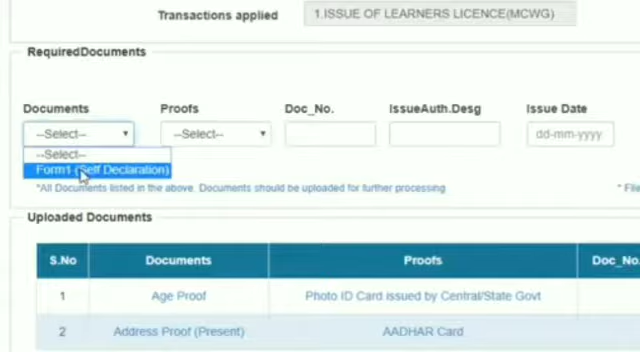 Transactions applied 1.ISSUE OF LEARNERS LICENCE(MCWG)
RequiredDocuments
Documents Proofs Doc_No. IssueAuth.Desg Issue Date
--Select-- --Select-- dd-mm-yyyy
--Select--
Form1 (Self Declaration)
*All Documents listed in the above. Documents should be uploaded for further processing * File
Uploaded Documents
S.No Documents Proofs Doc_No.
1 Age Proof Photo ID Card issued by Central/State Govt
2 Address Proof (Present) AADHAR Card